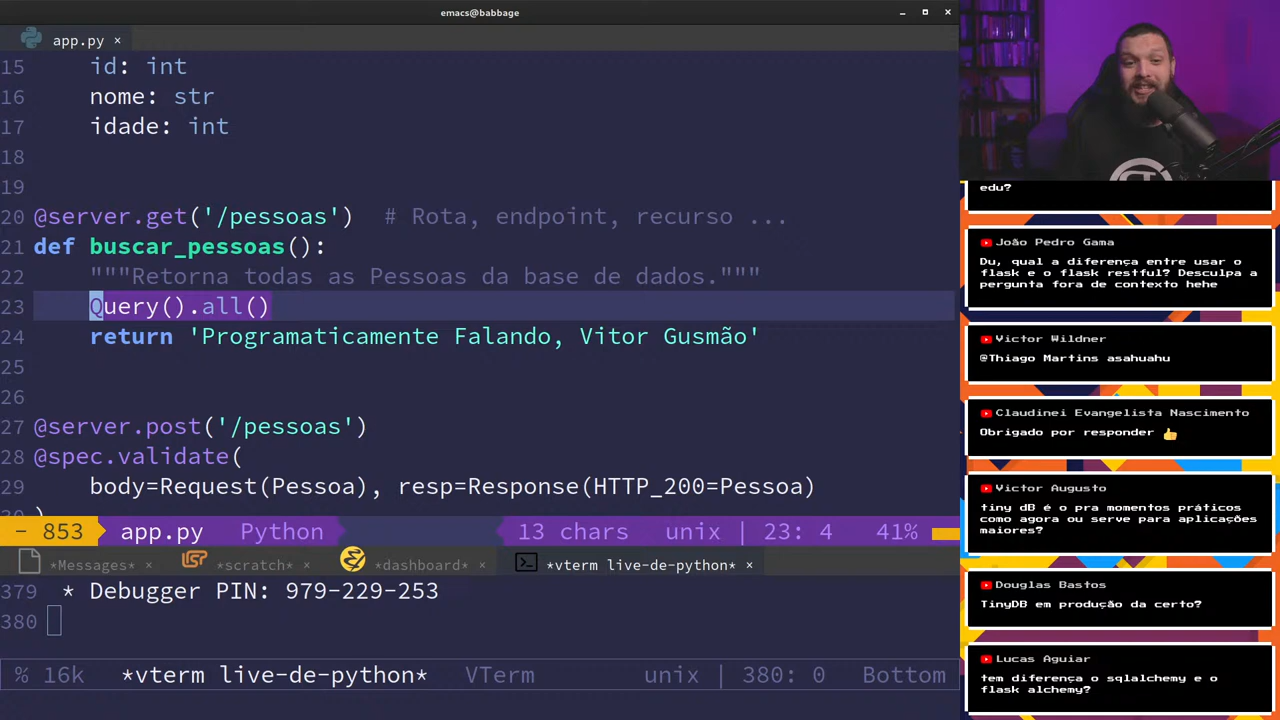 emacs@babbage
app.py ×
15 id: int
16 nome: str
17 idade: int
18
19
20 @server.get('/pessoas') # Rota, endpoint, recurso ...
21 def buscar_pessoas():
22 """Retorna todas as Pessoas da base de dados."""
23 Query().all()
24 return 'Programaticamente Falando, Vitor Gusmão'
25
26
27 @server.post('/pessoas')
28 @spec.validate(
29 body=Request(Pessoa), resp=Response(HTTP_200=Pessoa)
)
- 853 app.py Python 13 chars unix | 23: 4 41%
*Messages* × *scratch* × *dashboard* × *vterm live-de-python* ×
379 * Debugger PIN: 979-229-253
380
% 16k *vterm live-de-python* VTerm unix | 380: 0 Bottom
edu?
João Pedro Gama
Du, qual a diferença entre usar o
flask e o flask restful? Desculpa a
pergunta fora de contexto hehe
Victor Wildner
@Thiago Martins asahuahu
Claudinei Evangelista Nascimento
Obrigado por responder 👍
Victor Augusto
tiny dB é o pra momentos práticos
como agora ou serve para aplicações
maiores?
Douglas Bastos
TinyDB em produção da certo?
Lucas Aguiar
tem diferença o sqlalchemy e o
flask alchemy?